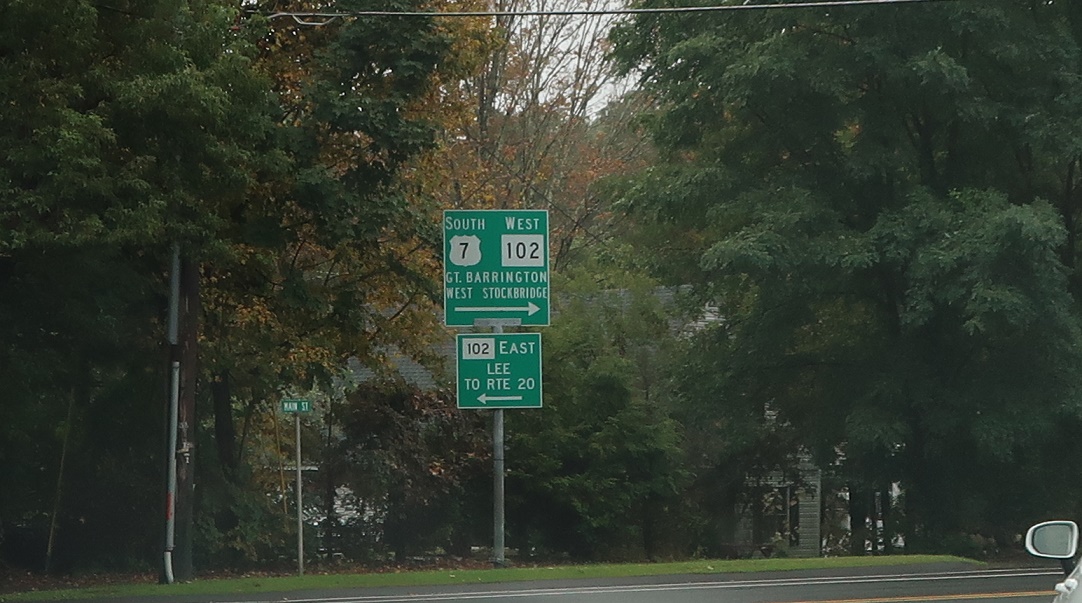 SOUTH WEST
7 102
GT. BARRINGTON
WEST STOCKBRIDGE
102 EAST
LEE
TO RTE 20
MAIN ST